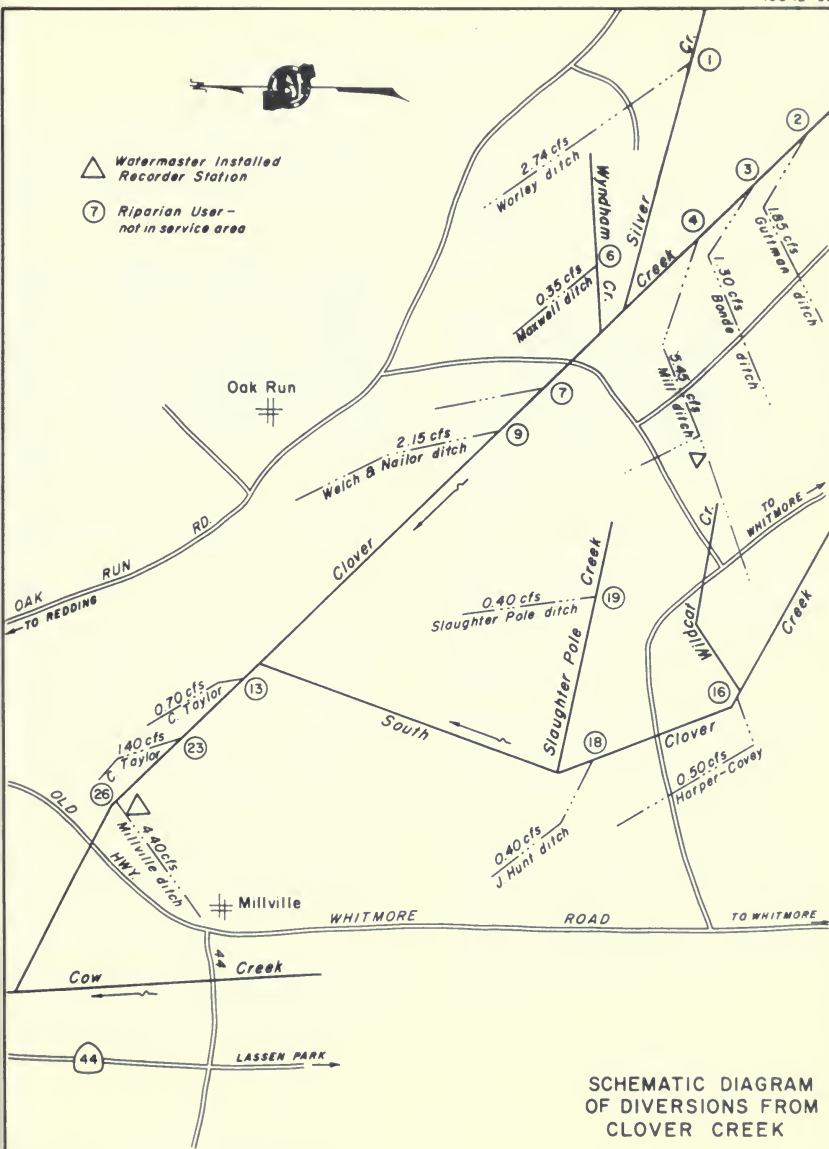 N
Watermaster Installed
Recorder Station
7 Riparian User –
not in service area
Cr.
1
2
3
4
2.74 cfs
Worley ditch
Wyndham
Cr.
6
0.35 cfs
Maxwell ditch
Silver
Creek
1.85 cfs
Guttman ditch
1.30 cfs
Bonde ditch
5.45 cfs
Mill ditch
Oak Run
7
9
2.15 cfs
Welch & Nailor ditch
Clover
OAK RUN RD.
TO REDDING
TO
WHITMORE
Cr.
Wildcat
Creek
0.40 cfs
Slaughter Pole ditch
19
Slaughter Pole Creek
16
13
0.70 cfs
C. Taylor
South
18
Clover
0.50 cfs
Harper-Covey
1.40 cfs
C. Taylor
23
26
0.40 cfs
J. Hunt ditch
OLD
HWY.
4.40 cfs
Millville ditch
Millville
WHITMORE ROAD
TO WHITMORE
44
Cow Creek
44
LASSEN PARK
SCHEMATIC DIAGRAM
OF DIVERSIONS FROM
CLOVER CREEK